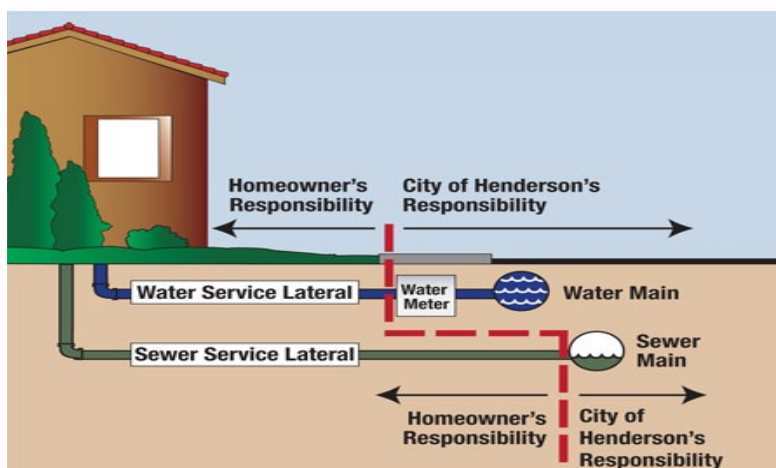 Homeowner's
Responsibility
City of Henderson's
Responsibility
Water Service Lateral
Water
Meter
Water Main
Sewer Service Lateral
Sewer
Main
Homeowner's
Responsibility
City of
Henderson's
Responsibility